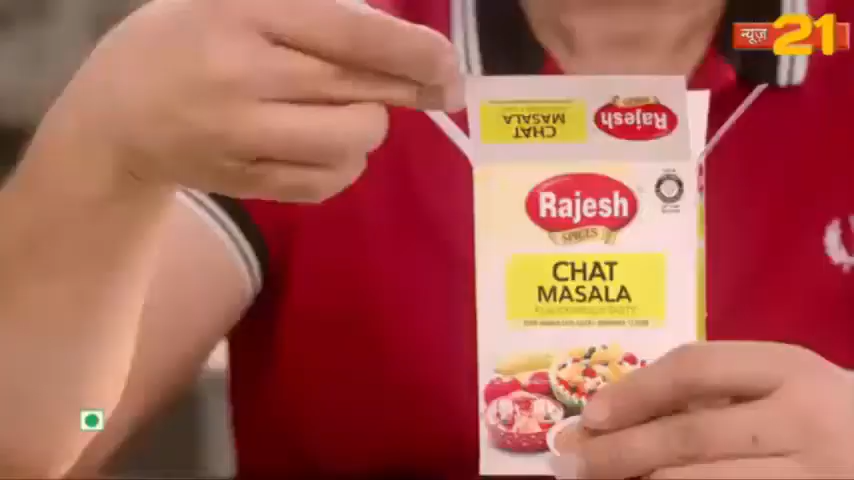 न्यूज़ 21
CHAT
MASALA
Rajesh
Rajesh
SPICES
CHAT
MASALA